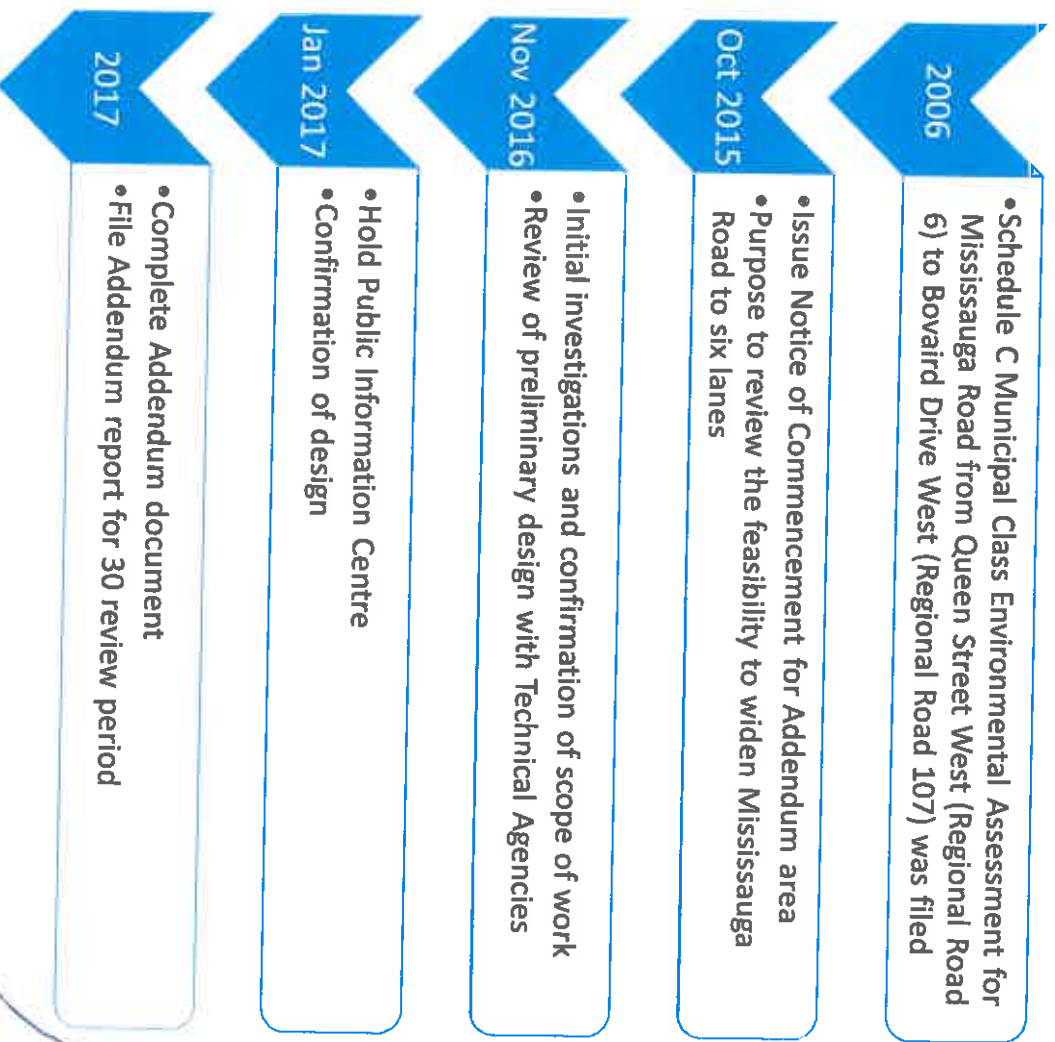 2006
•Schedule C Municipal Class Environmental Assessment for
Mississauga Road from Queen Street West (Regional Road
6) to Bovaird Drive West (Regional Road 107) was filed
Oct 2015
•Issue Notice of Commencement for Addendum area
•Purpose to review the feasibility to widen Mississauga
Road to six lanes
Nov 2016
•Initial investigations and confirmation of scope of work
•Review of preliminary design with Technical Agencies
Jan 2017
•Hold Public Information Centre
•Confirmation of design
2017
•Complete Addendum document
•File Addendum report for 30 review period